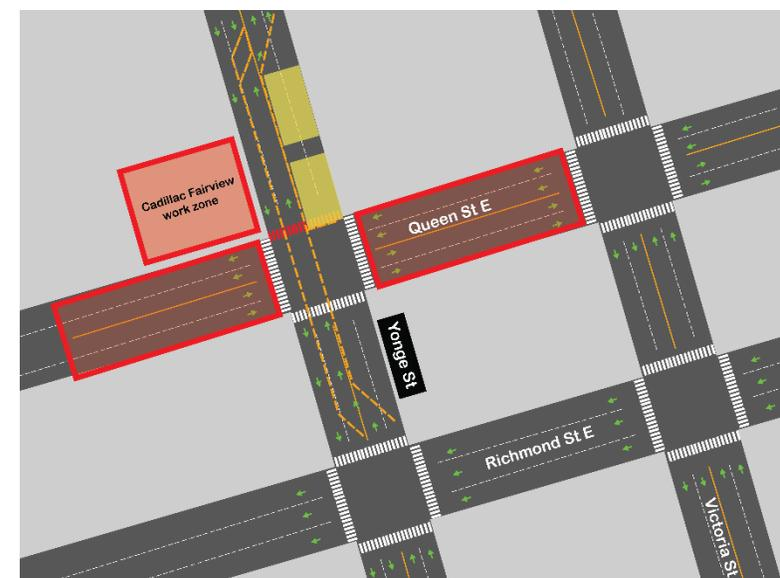 Cadillac Fairview
work zone
Queen St E
Yonge St
Richmond St E
Victoria St